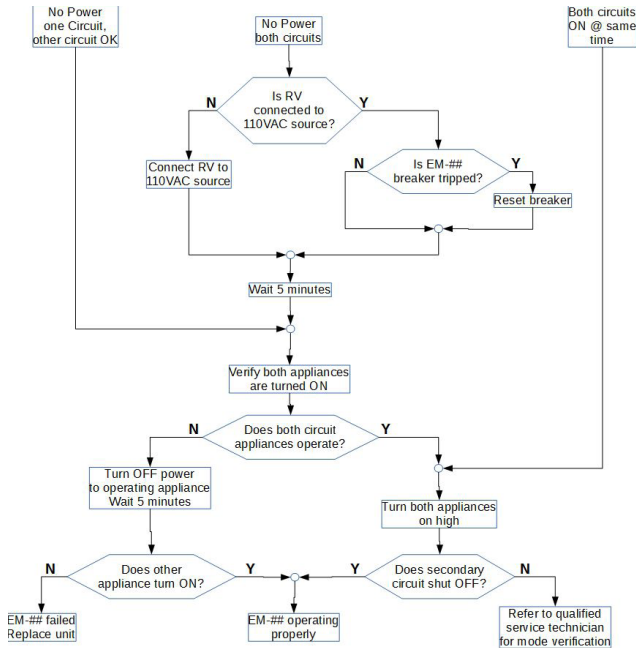 No Power
one Circuit,
other circuit OK
No Power
both circuits
Both circuits
ON @ same
time
Is RV
connected to
110VAC source?
N
Y
Connect RV to
110VAC source
Is EM-##
breaker tripped?
N
Y
Reset breaker
Wait 5 minutes
Verify both appliances
are turned ON
Does both circuit
appliances operate?
N
Y
Turn OFF power
to operating appliance
Wait 5 minutes
Turn both appliances
on high
Does other
appliance turn ON?
N
Y
Does secondary
circuit shut OFF?
Y
N
EM-## failed
Replace unit
EM-## operating
properly
Refer to qualified
service technician
for mode verification